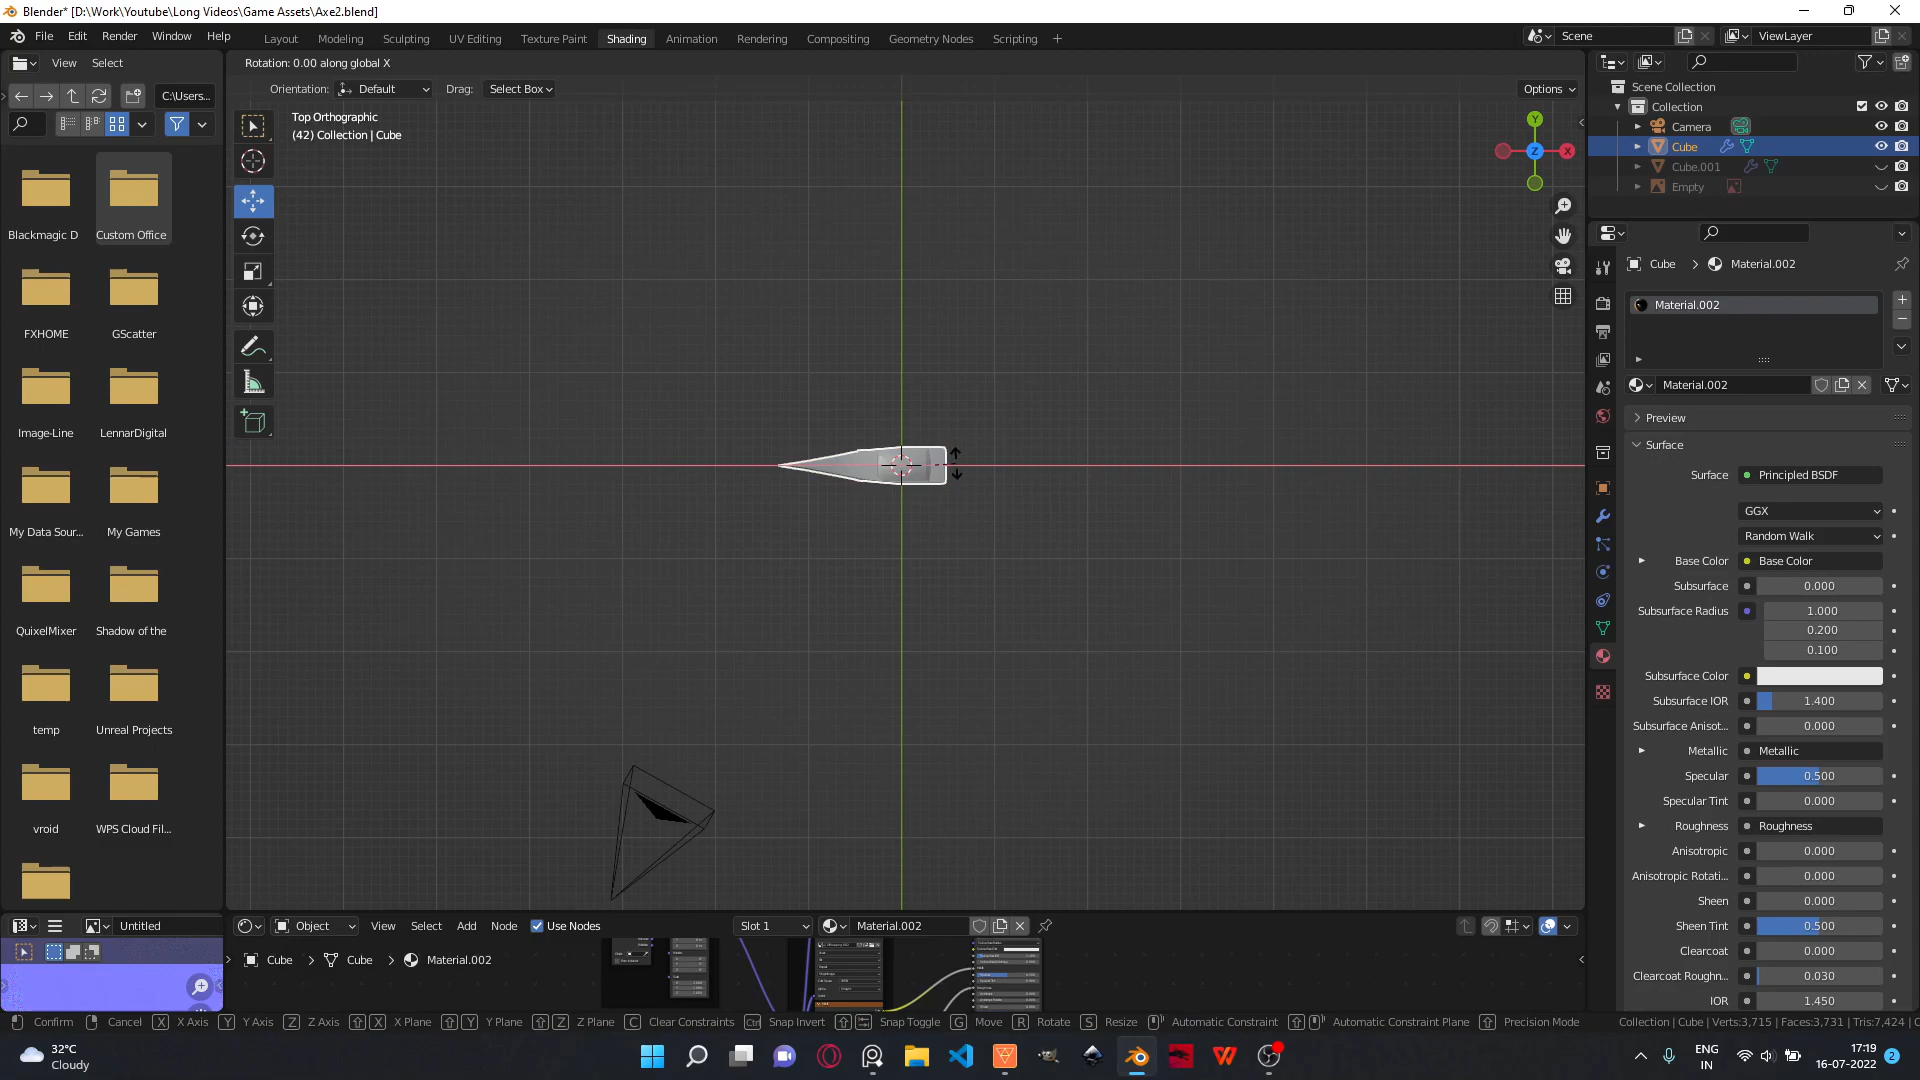 Blender* [D:\Work\Youtube\Long Videos\Game Assets\Axe2.blend]
File Edit Render Window Help
Layout Modeling Sculpting UV Editing Texture Paint Shading Animation Rendering Compositing Geometry Nodes Scripting +
Scene ViewLayer
View Select
Rotation: 0.00 along global X
C:\Users...
Orientation: Default Drag: Select Box Options
Top Orthographic
(42) Collection | Cube
Y
X
Z
Scene Collection
Collection
Camera
Cube
Cube.001
Empty
Cube > Material.002
Material.002
Material.002
Preview
Surface
Surface Principled BSDF
GGX
Random Walk
Base Color Base Color
Subsurface 0.000
Subsurface Radius 1.000
0.200
0.100
Subsurface Color
Subsurface IOR 1.400
Subsurface Anisot... 0.000
Metallic Metallic
Specular 0.500
Specular Tint 0.000
Roughness Roughness
Anisotropic 0.000
Anisotropic Rotati... 0.000
Sheen 0.000
Sheen Tint 0.500
Clearcoat 0.000
Clearcoat Roughn... 0.030
IOR 1.450
Blackmagic D Custom Office
FXHOME GScatter
Image-Line LennarDigital
My Data Sour... My Games
QuixelMixer Shadow of the
temp Unreal Projects
vroid WPS Cloud Fil...
Untitled
Object View Select Add Node Use Nodes Slot 1 Material.002
Cube > Cube > Material.002
Confirm Cancel X X Axis Y Y Axis Z Z Axis X X Plane Y Y Plane Z Z Plane C Clear Constraints Ctrl Snap Invert Snap Toggle G Move R Rotate S Resize Automatic Constraint Automatic Constraint Plane Precision Mode Collection | Cube | Verts:3,715 | Faces:3,731 | Tris:7,424 |
32°C
Cloudy
ENG
IN
17:19
16-07-2022
2